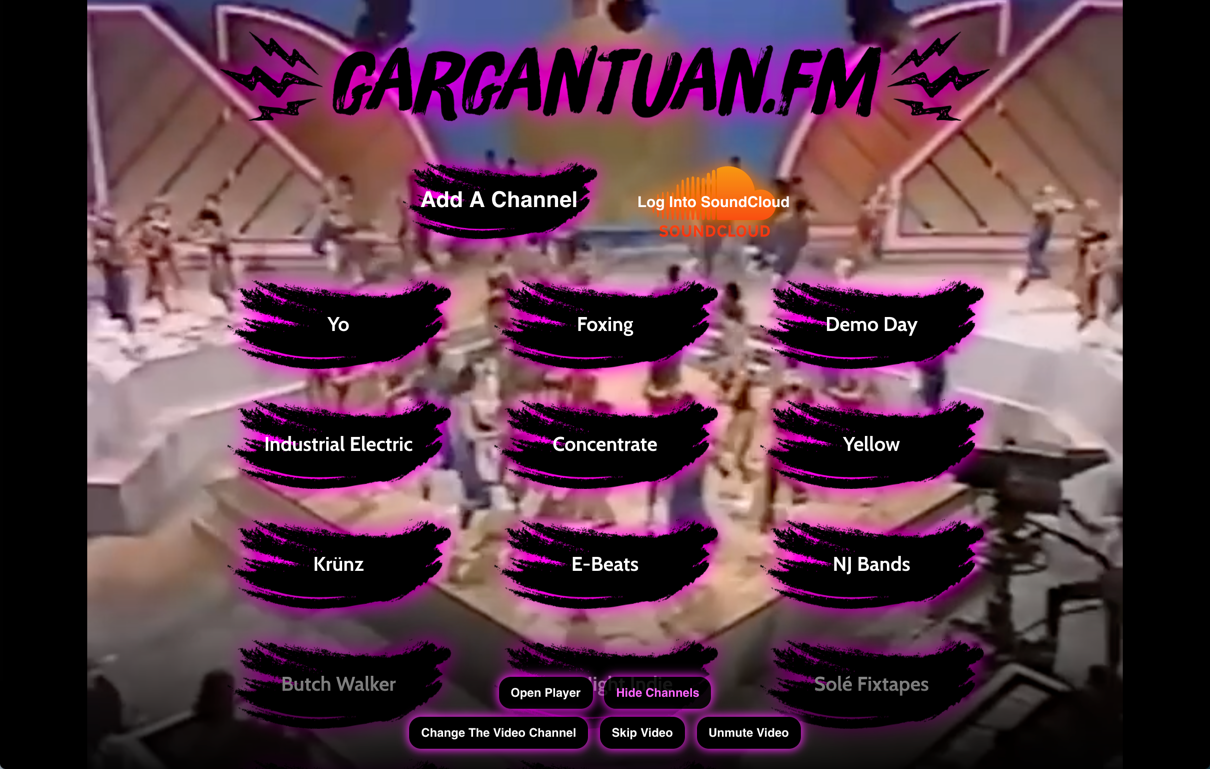 GARGANTUAN.FM
Add A Channel
Log Into SoundCloud
SOUNDCLOUD
Yo
Foxing
Demo Day
Industrial Electric
Concentrate
Yellow
Krünz
E-Beats
NJ Bands
Butch Walker
Indie
Solé Fixtapes
Open Player
Hide Channels
Change The Video Channel
Skip Video
Unmute Video